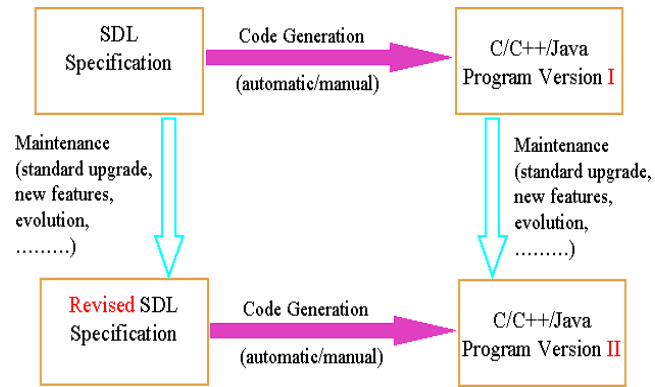 SDL
Specification
Code Generation
(automatic/manual)
C/C++/Java
Program Version I
Maintenance
(standard upgrade,
new features,
evolution,
………)
Maintenance
(standard upgrade,
new features,
evolution,
………)
Revised SDL
Specification
Code Generation
(automatic/manual)
C/C++/Java
Program Version II